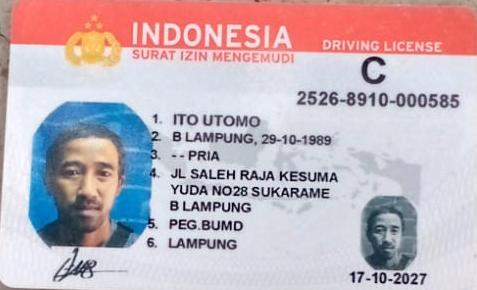 INDONESIA
SURAT IZIN MENGEMUDI
DRIVING LICENSE
C
2526-8910-000585
1. ITO UTOMO
2. B LAMPUNG, 29-10-1989
3. - - PRIA
4. JL SALEH RAJA KESUMA
YUDA NO28 SUKARAME
B LAMPUNG
5. PEG.BUMD
6. LAMPUNG
17-10-2027